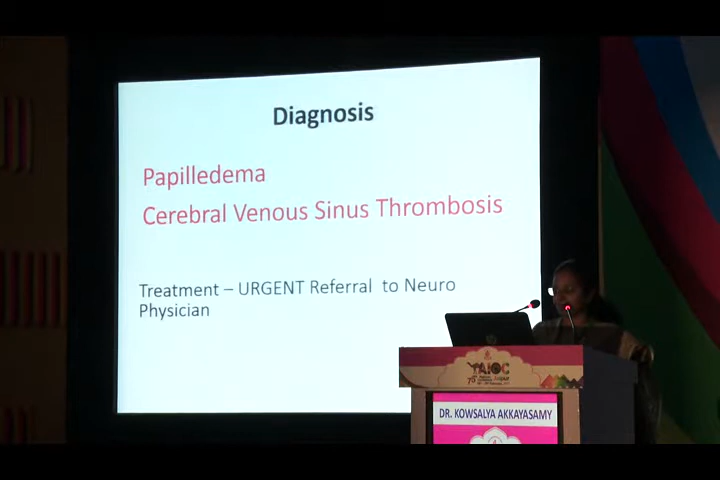 Diagnosis
Papilledema
Cerebral Venous Sinus Thrombosis
Treatment – URGENT Referral to Neuro
Physician
AIOC
DR. KOWSALYA AKKAYASAMY